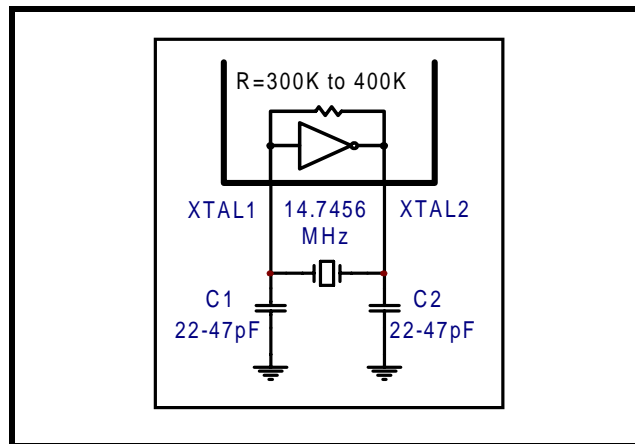 R=300K to 400K
XTAL1
14.7456
MHz
XTAL2
C1
22-47pF
C2
22-47pF